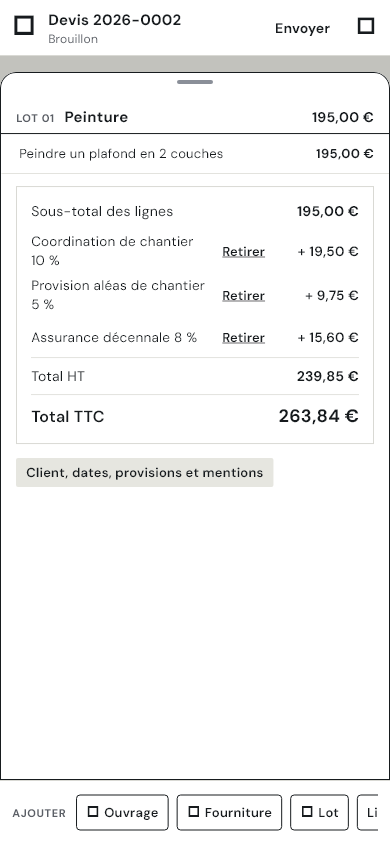 Devis 2026-0002
Envoyer
Brouillon
LOT 01 Peinture 195,00 €
Peindre un plafond en 2 couches 195,00 €
Sous-total des lignes 195,00 €
Coordination de chantier
10 % Retirer + 19,50 €
Provision aléas de chantier
5 % Retirer + 9,75 €
Assurance décennale 8 % Retirer + 15,60 €
Total HT 239,85 €
Total TTC 263,84 €
Client, dates, provisions et mentions
AJOUTER Ouvrage Fourniture Lot Li